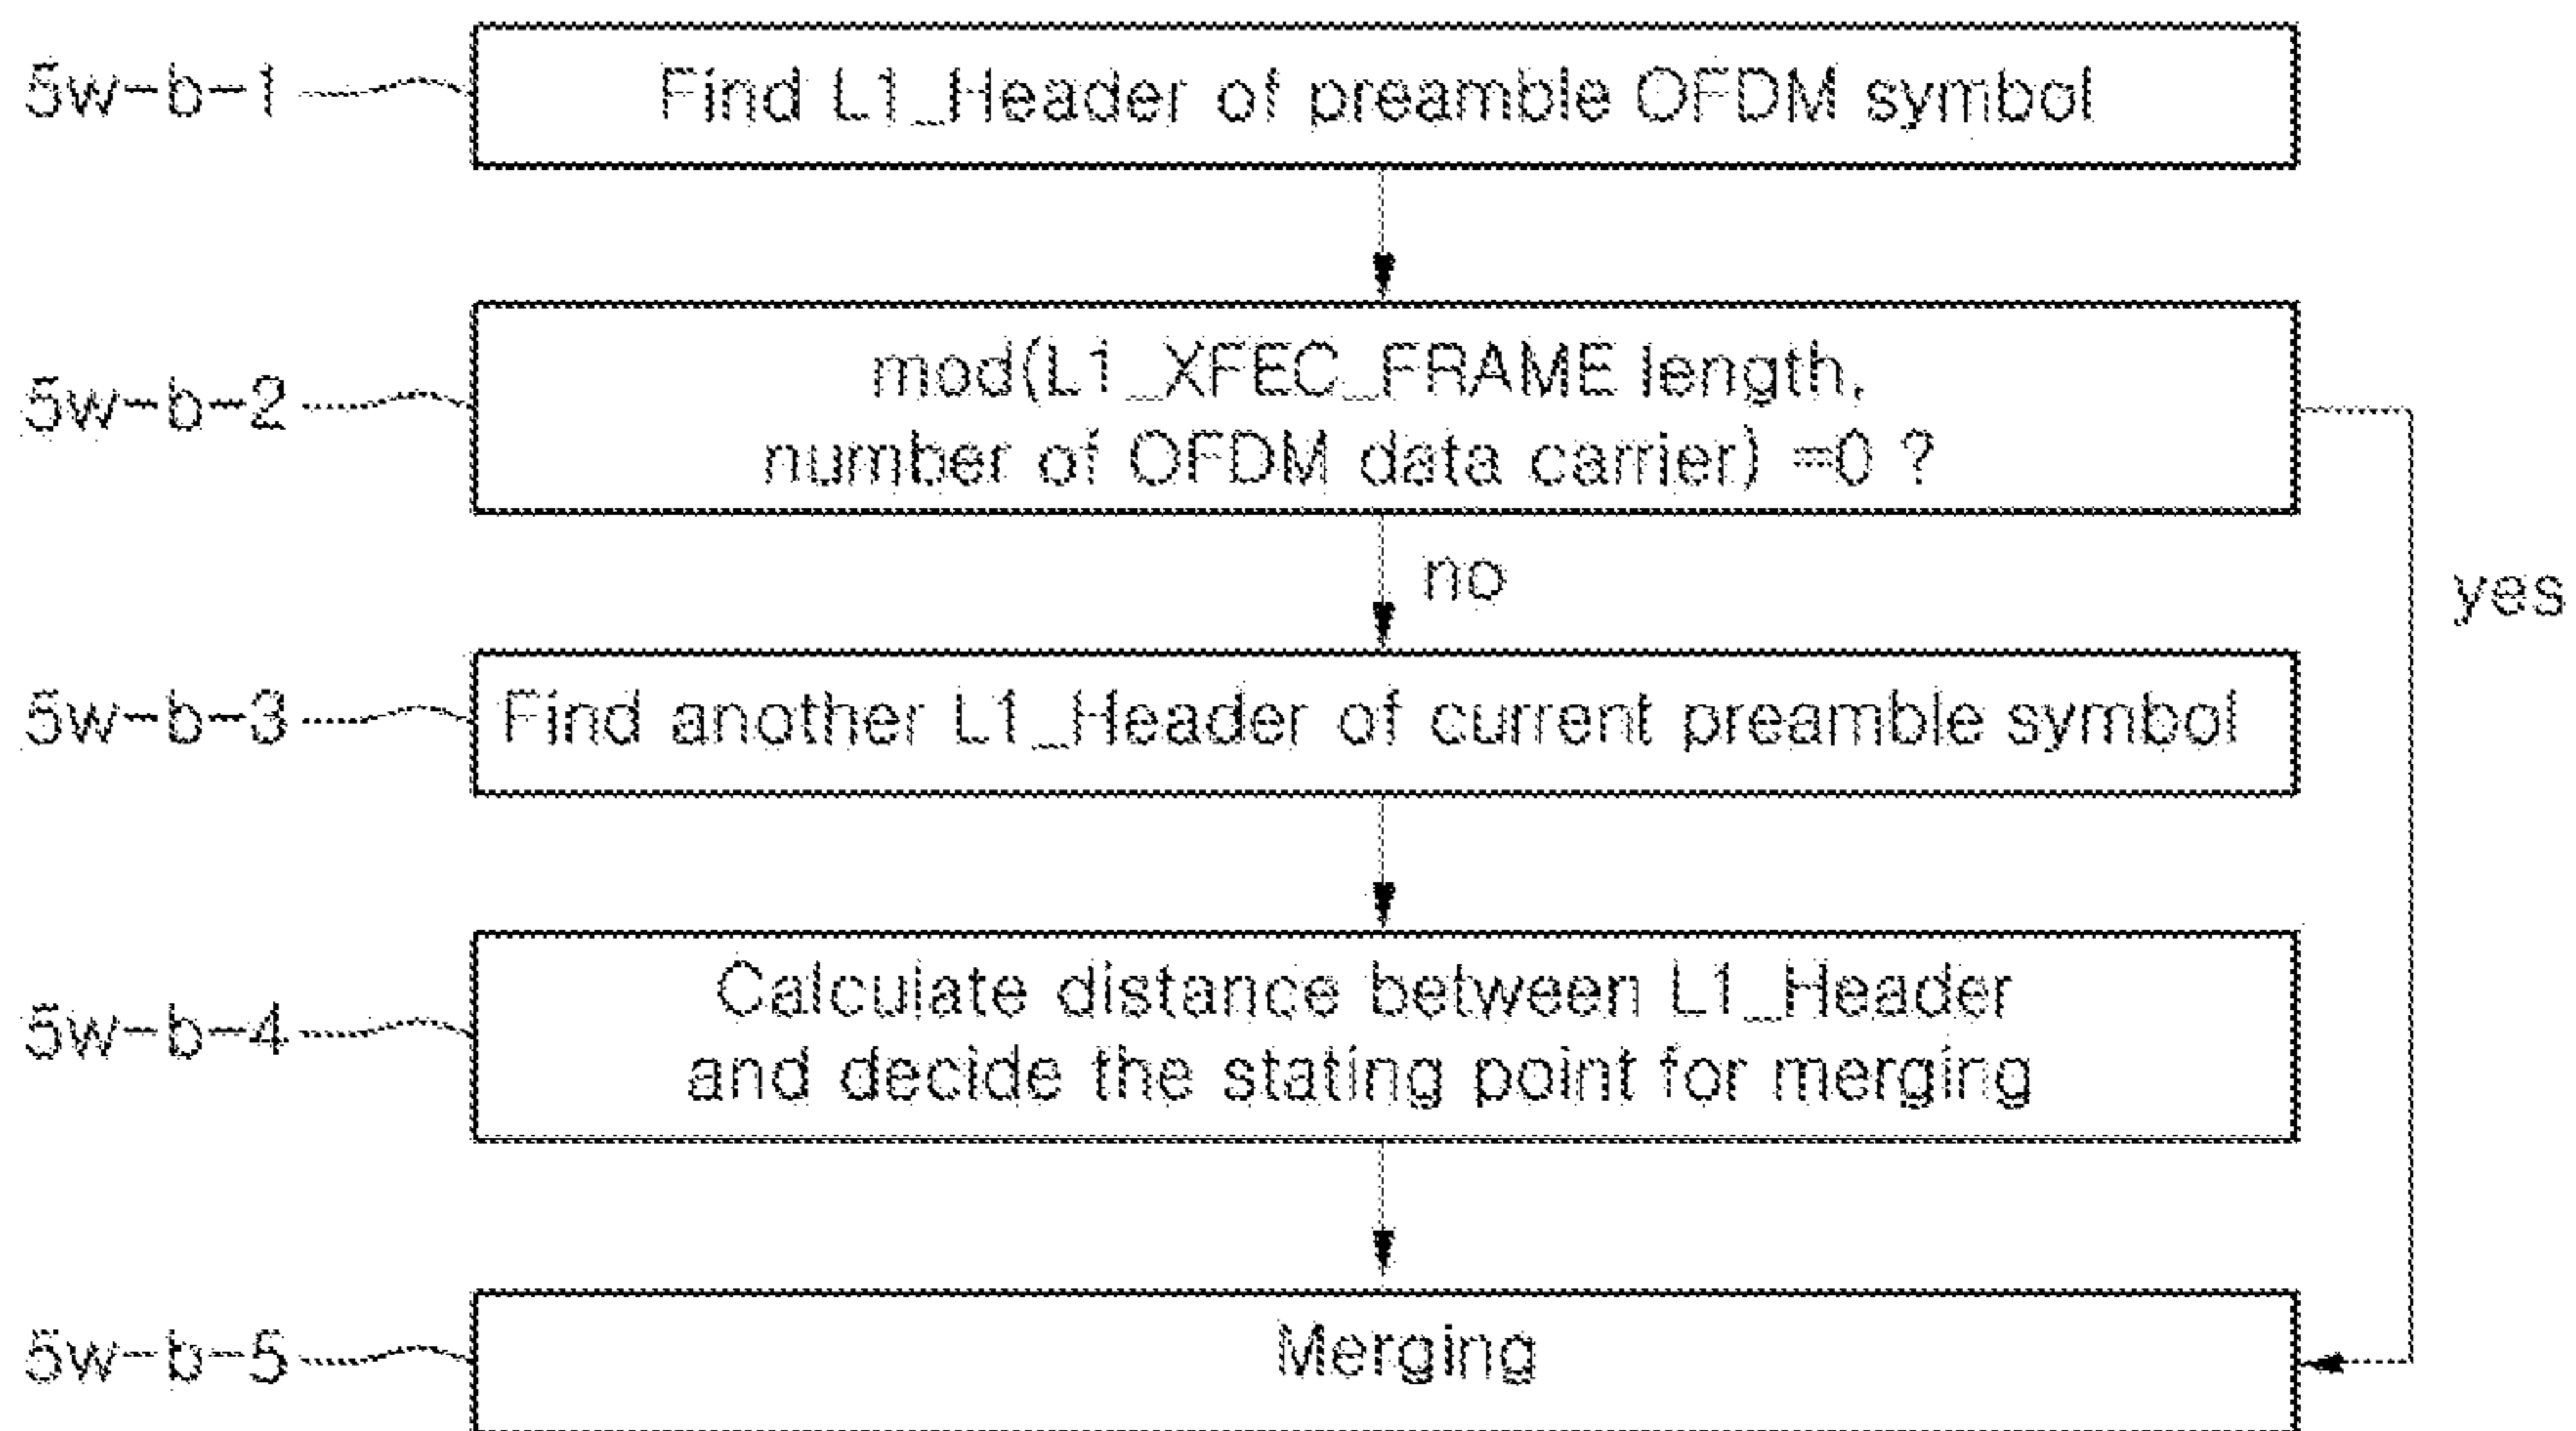 5w-b-1
Find L1_Header of preamble OFDM symbol
5w-b-2
mod(L1_XFEC_FRAME length,
number of OFDM data carrier) =0 ?
no
yes
5w-b-3
Find another L1_Header of current preamble symbol
5w-b-4
Calculate distance between L1_Header
and decide the stating point for merging
5w-b-5
Merging